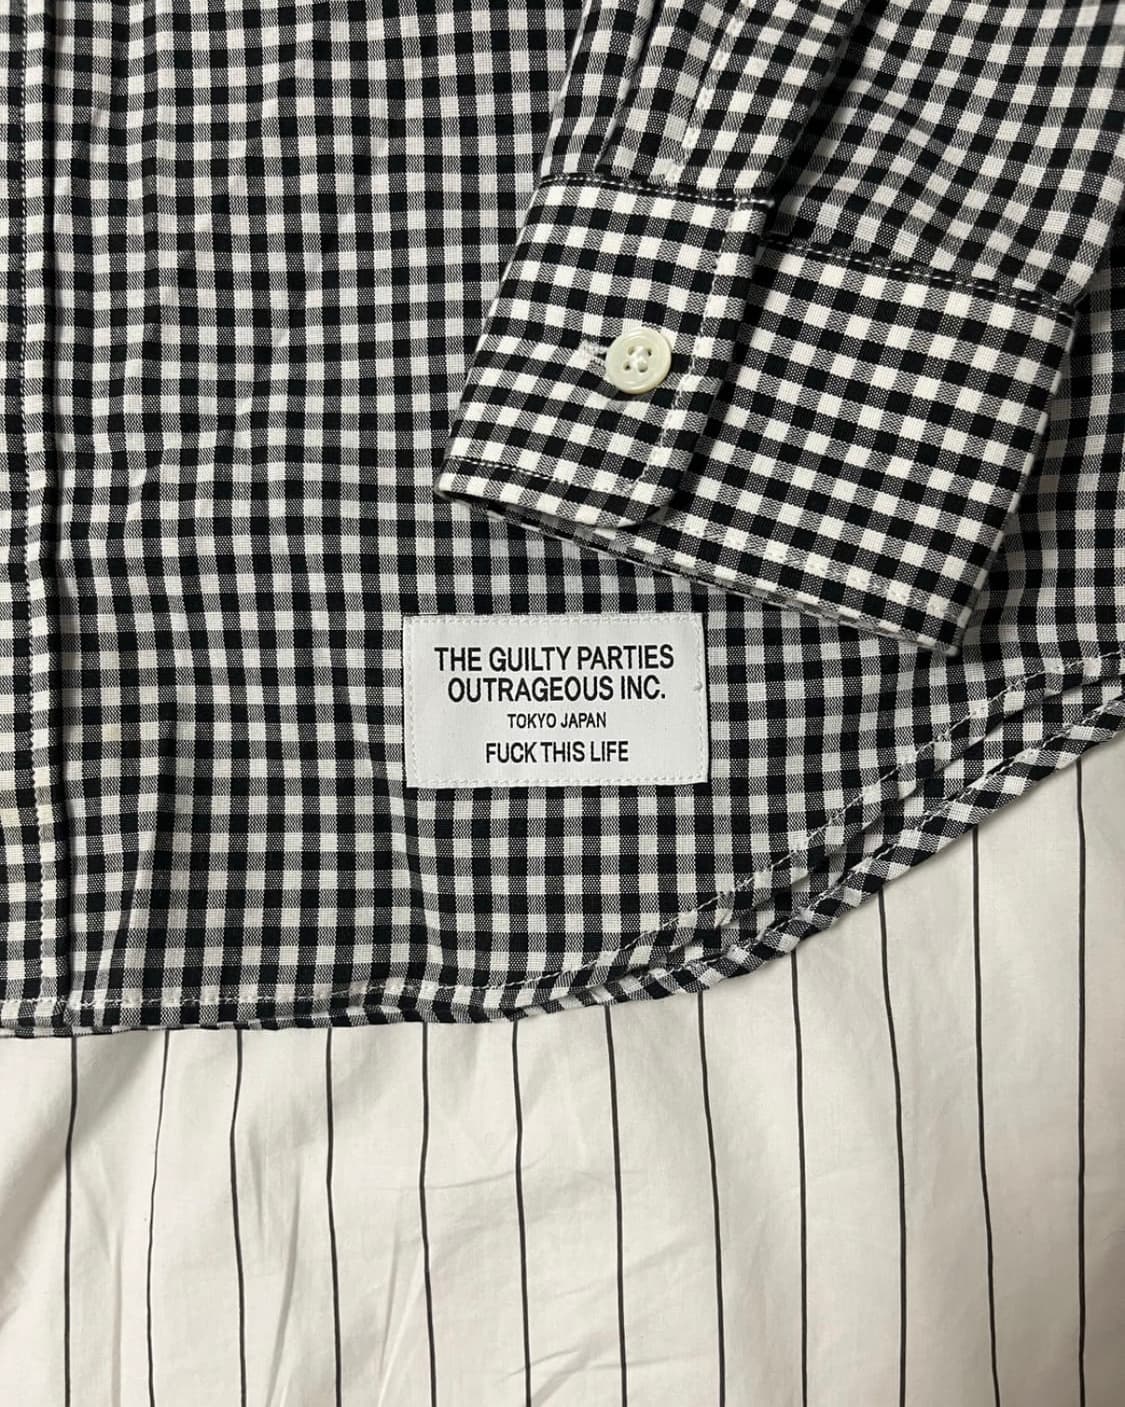 THE GUILTY PARTIES
OUTRAGEOUS INC.
TOKYO JAPAN
FUCK THIS LIFE